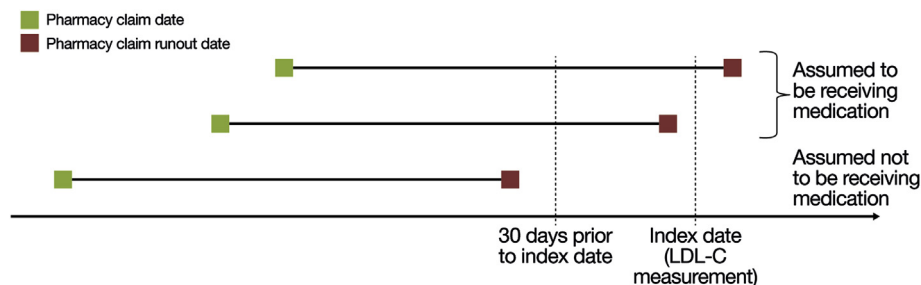 Pharmacy claim date
Pharmacy claim runout date
Assumed to
be receiving
medication
Assumed not
to be receiving
medication
30 days prior
to index date
Index date
(LDL-C
measurement)